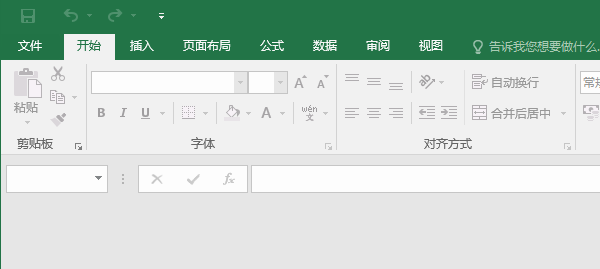 文件 开始 插入 页面布局 公式 数据 审阅 视图 告诉我您想要做什么...
A A 自动换行 常规
粘贴 B I U A wén 文 合并后居中
剪贴板 字体 对齐方式
fx